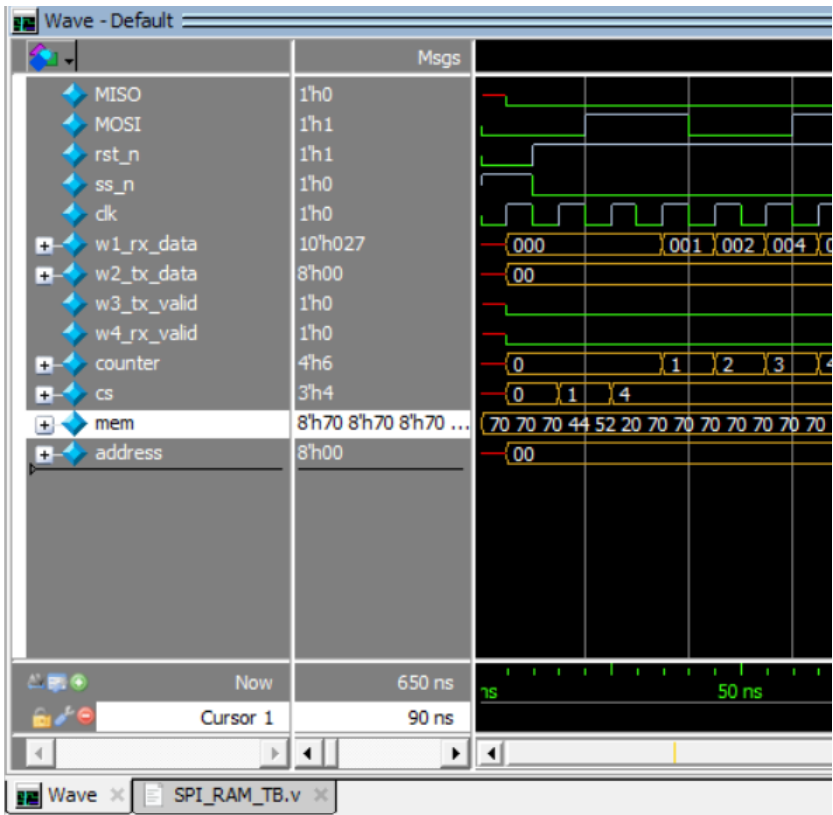 Wave - Default
Msgs
MISO 1'h0
MOSI 1'h1
rst_n 1'h1
ss_n 1'h0
clk 1'h0
w1_rx_data 10'h027 000 001 002 004
w2_tx_data 8'h00 00
w3_tx_valid 1'h0
w4_rx_valid 1'h0
counter 4'h6 0 1 2 3 4
cs 3'h4 0 1 4
mem 8'h70 8'h70 8'h70 ... 70 70 70 44 52 20 70 70 70 70 70 70 70
address 8'h00 00
Now 650 ns ns 50 ns
Cursor 1 90 ns
Wave SPI_RAM_TB.v